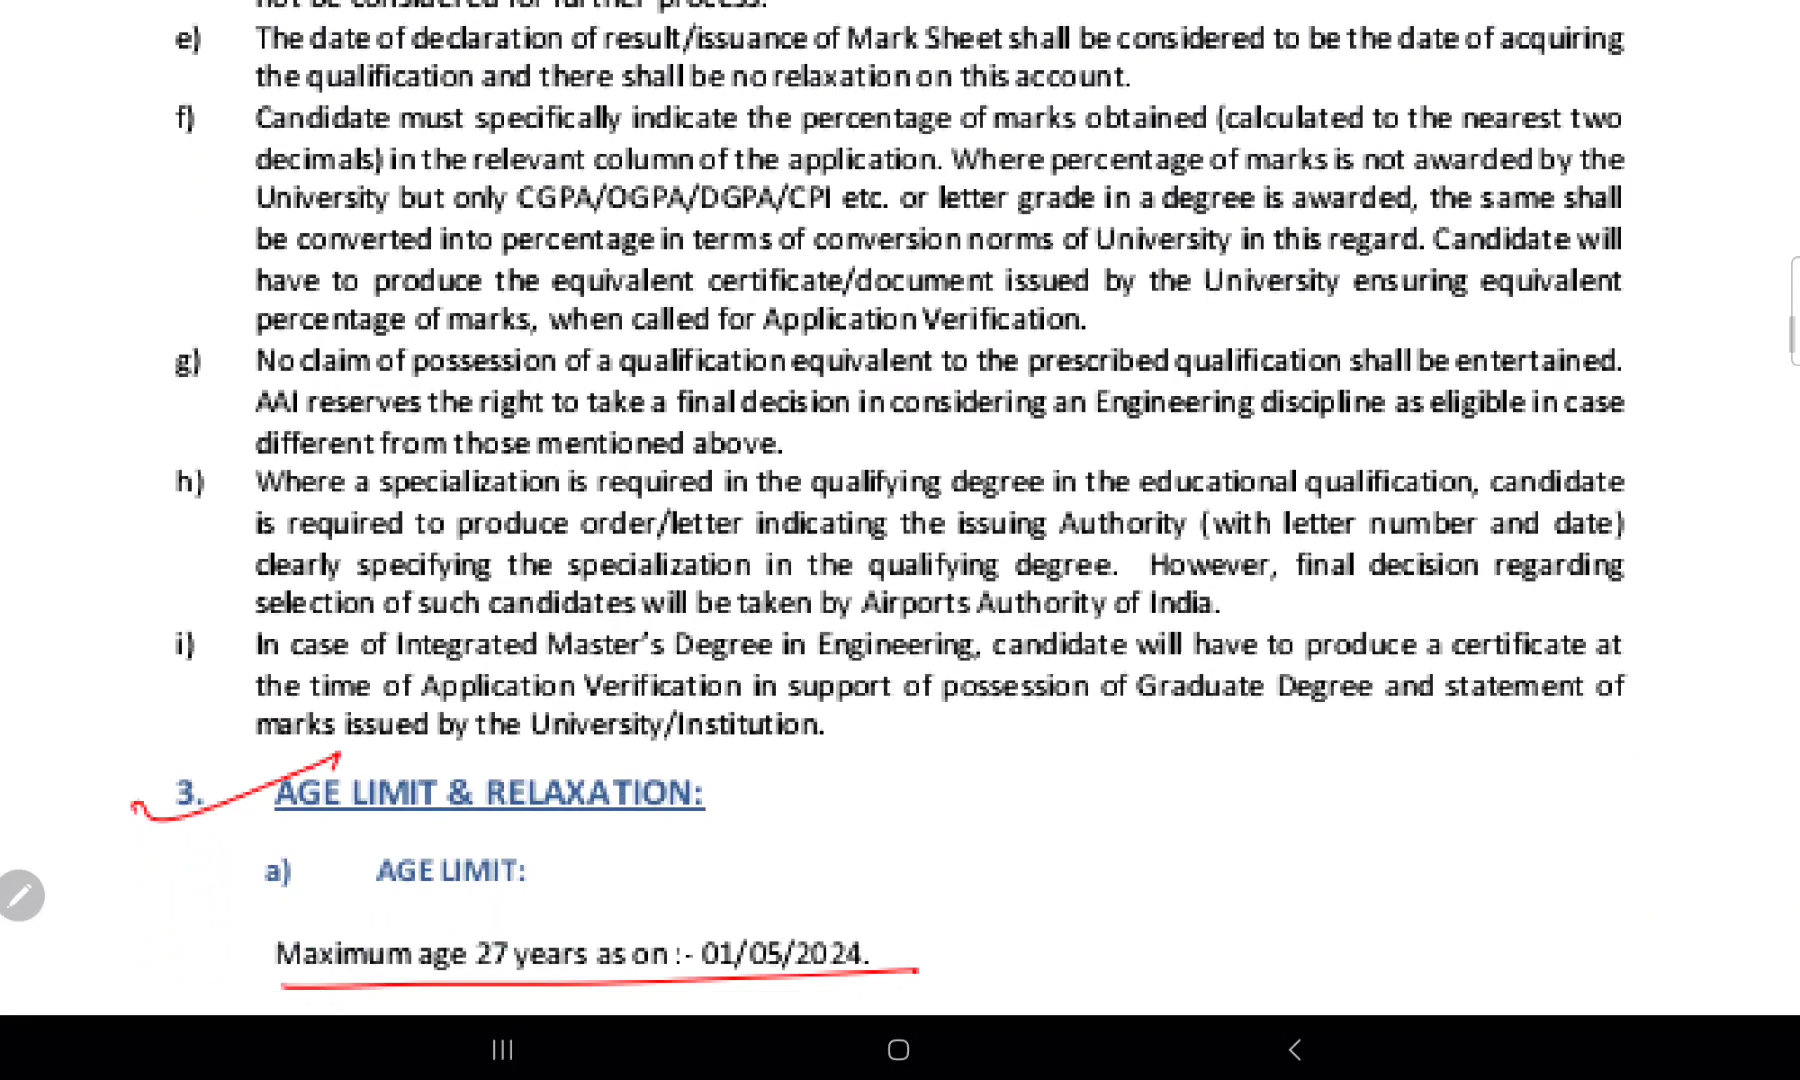 not be considered for further process.
e) The date of declaration of result/issuance of Mark Sheet shall be considered to be the date of acquiring
the qualification and there shall be no relaxation on this account.
f) Candidate must specifically indicate the percentage of marks obtained (calculated to the nearest two
decimals) in the relevant column of the application. Where percentage of marks is not awarded by the
University but only CGPA/OGPA/DGPA/CPI etc. or letter grade in a degree is awarded, the same shall
be converted into percentage in terms of conversion norms of University in this regard. Candidate will
have to produce the equivalent certificate/document issued by the University ensuring equivalent
percentage of marks, when called for Application Verification.
g) No claim of possession of a qualification equivalent to the prescribed qualification shall be entertained.
AAI reserves the right to take a final decision in considering an Engineering discipline as eligible in case
different from those mentioned above.
h) Where a specialization is required in the qualifying degree in the educational qualification, candidate
is required to produce order/letter indicating the issuing Authority (with letter number and date)
clearly specifying the specialization in the qualifying degree. However, final decision regarding
selection of such candidates will be taken by Airports Authority of India.
i) In case of Integrated Master's Degree in Engineering, candidate will have to produce a certificate at
the time of Application Verification in support of possession of Graduate Degree and statement of
marks issued by the University/Institution.
3. AGE LIMIT & RELAXATION:
a) AGE LIMIT:
Maximum age 27 years as on :- 01/05/2024.